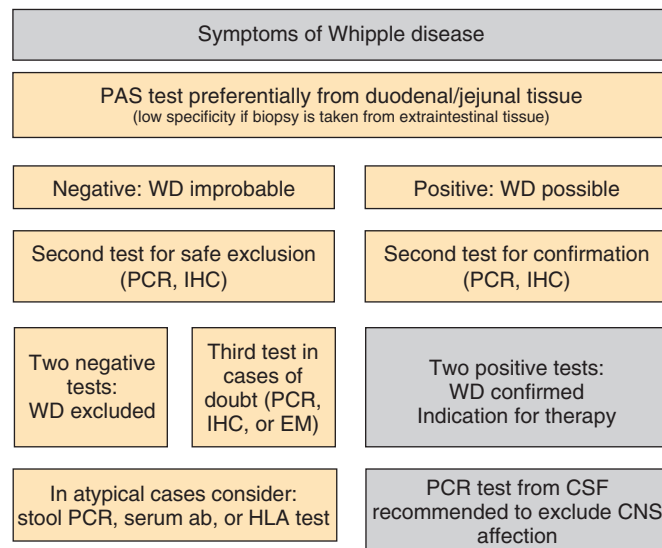 Symptoms of Whipple disease
PAS test preferentially from duodenal/jejunal tissue
(low specificity if biopsy is taken from extraintestinal tissue)
Negative: WD improbable
Positive: WD possible
Second test for safe exclusion
(PCR, IHC)
Second test for confirmation
(PCR, IHC)
Two negative
tests:
WD excluded
Third test in
cases of
doubt (PCR,
IHC, or EM)
Two positive tests:
WD confirmed
Indication for therapy
In atypical cases consider:
stool PCR, serum ab, or HLA test
PCR test from CSF
recommended to exclude CNS
affection